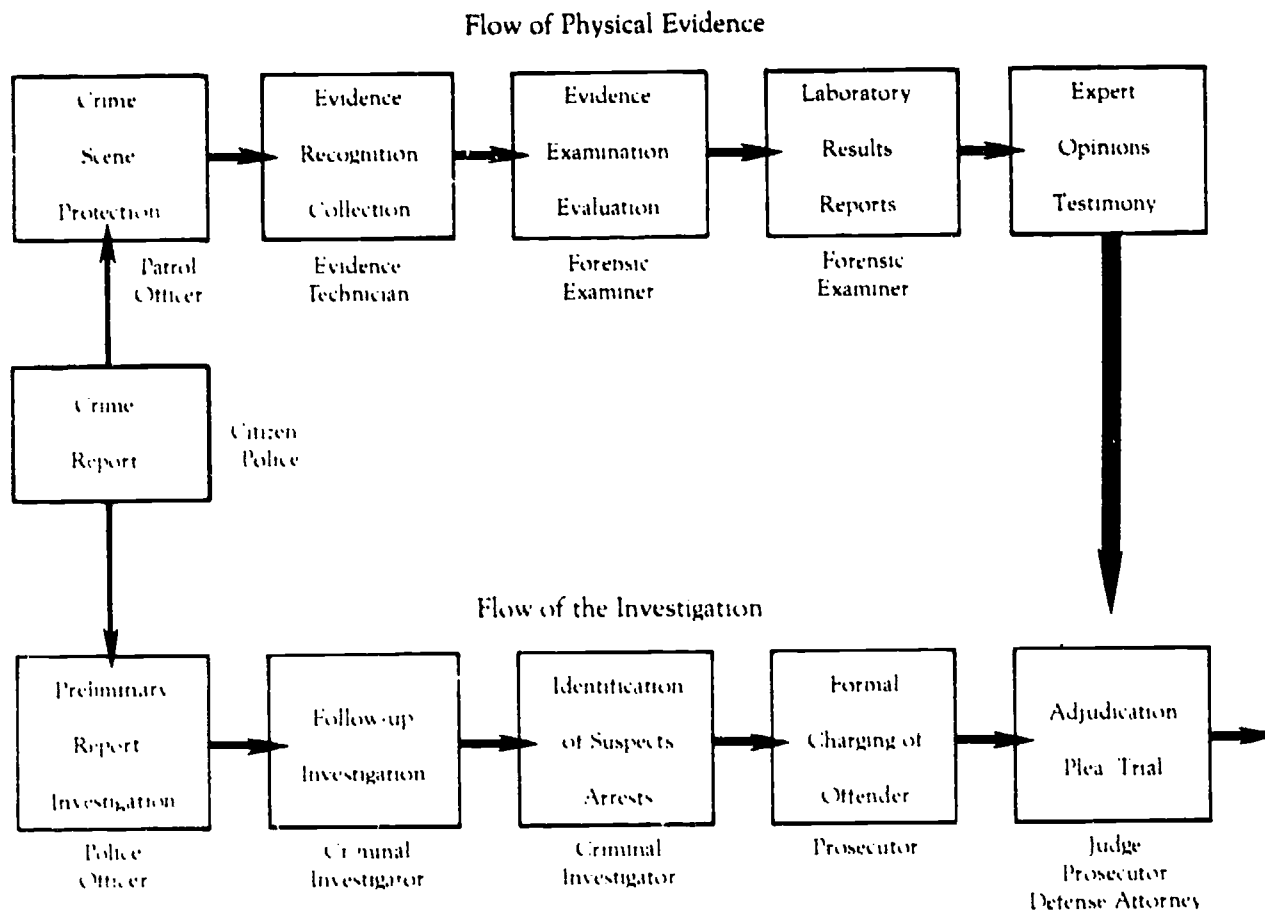 Flow of Physical Evidence
Crime
Scene
Protection
Patrol
Officer
Evidence
Recognition
Collection
Evidence
Technician
Evidence
Examination
Evaluation
Forensic
Examiner
Laboratory
Results
Reports
Forensic
Examiner
Expert
Opinions
Testimony
Crime
Report
Citizen
Police
Flow of the Investigation
Preliminary
Report
Investigation
Police
Officer
Follow-up
Investigation
Criminal
Investigator
Identification
of Suspects
Arrests
Criminal
Investigator
Formal
Charging of
Offender
Prosecutor
Adjudication
Plea Trial
Judge
Prosecutor
Defense Attorney